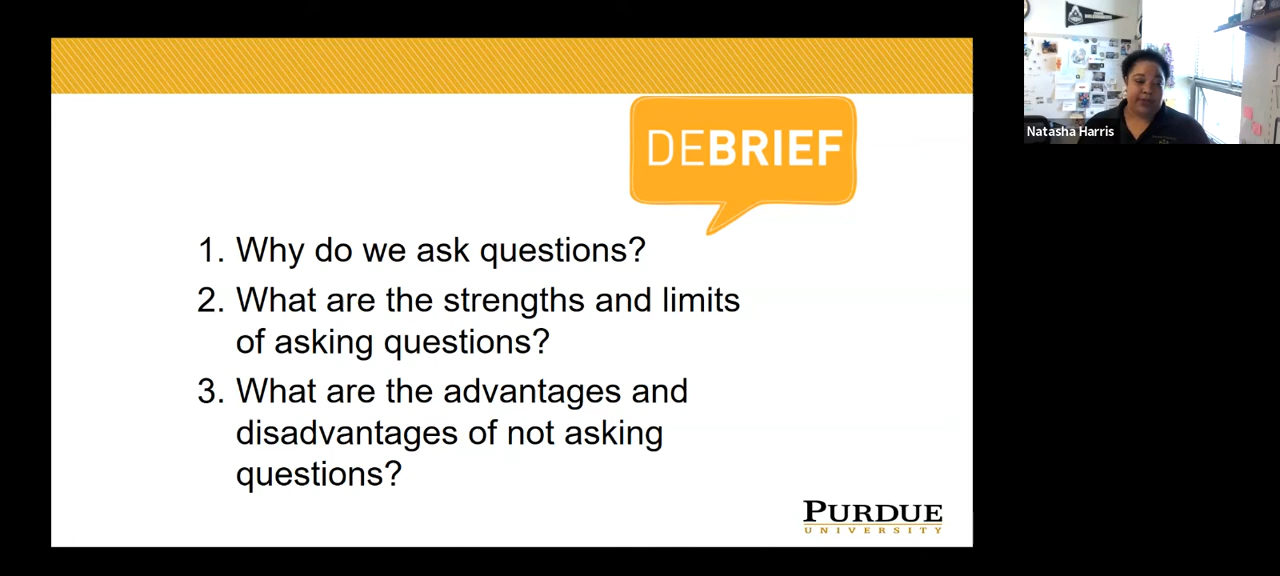 DEBRIEF
1. Why do we ask questions?
2. What are the strengths and limits
of asking questions?
3. What are the advantages and
disadvantages of not asking
questions?
PURDUE
UNIVERSITY
Natasha Harris